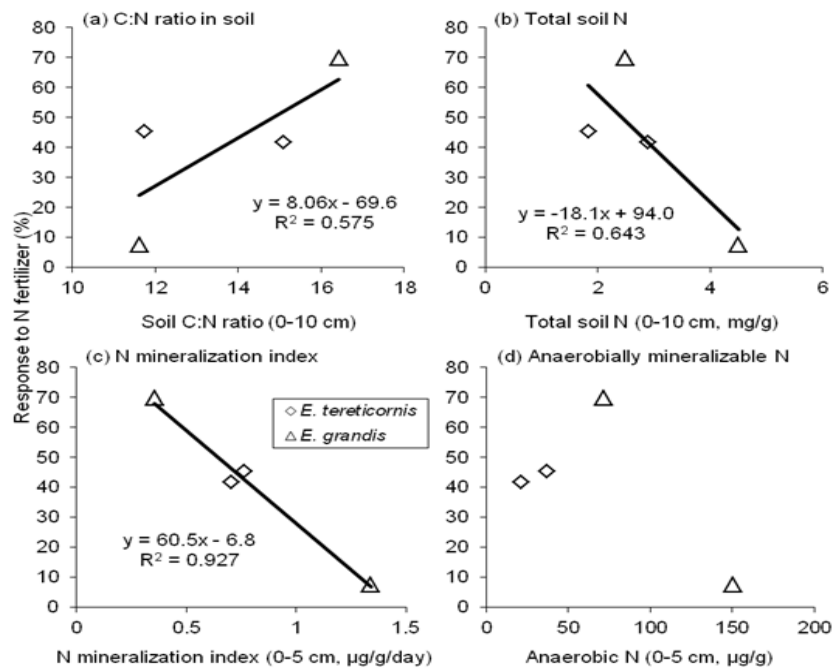 (a) C:N ratio in soil
80
70
60
50
40
30
20
10
0
y = 8.06x - 69.6
R² = 0.575
10 12 14 16 18
Soil C:N ratio (0-10 cm)
(b) Total soil N
80
70
60
50
40
30
20
10
0
y = -18.1x + 94.0
R² = 0.643
0 2 4 6
Total soil N (0-10 cm, mg/g)
Response to N fertilizer (%)
(c) N mineralization index
80
70
60
50
40
30
20
10
0
E. tereticornis
E. grandis
y = 60.5x - 6.8
R² = 0.927
0 0.5 1 1.5
N mineralization index (0-5 cm, µg/g/day)
(d) Anaerobially mineralizable N
80
70
60
50
40
30
20
10
0
0 50 100 150 200
Anaerobic N (0-5 cm, µg/g)